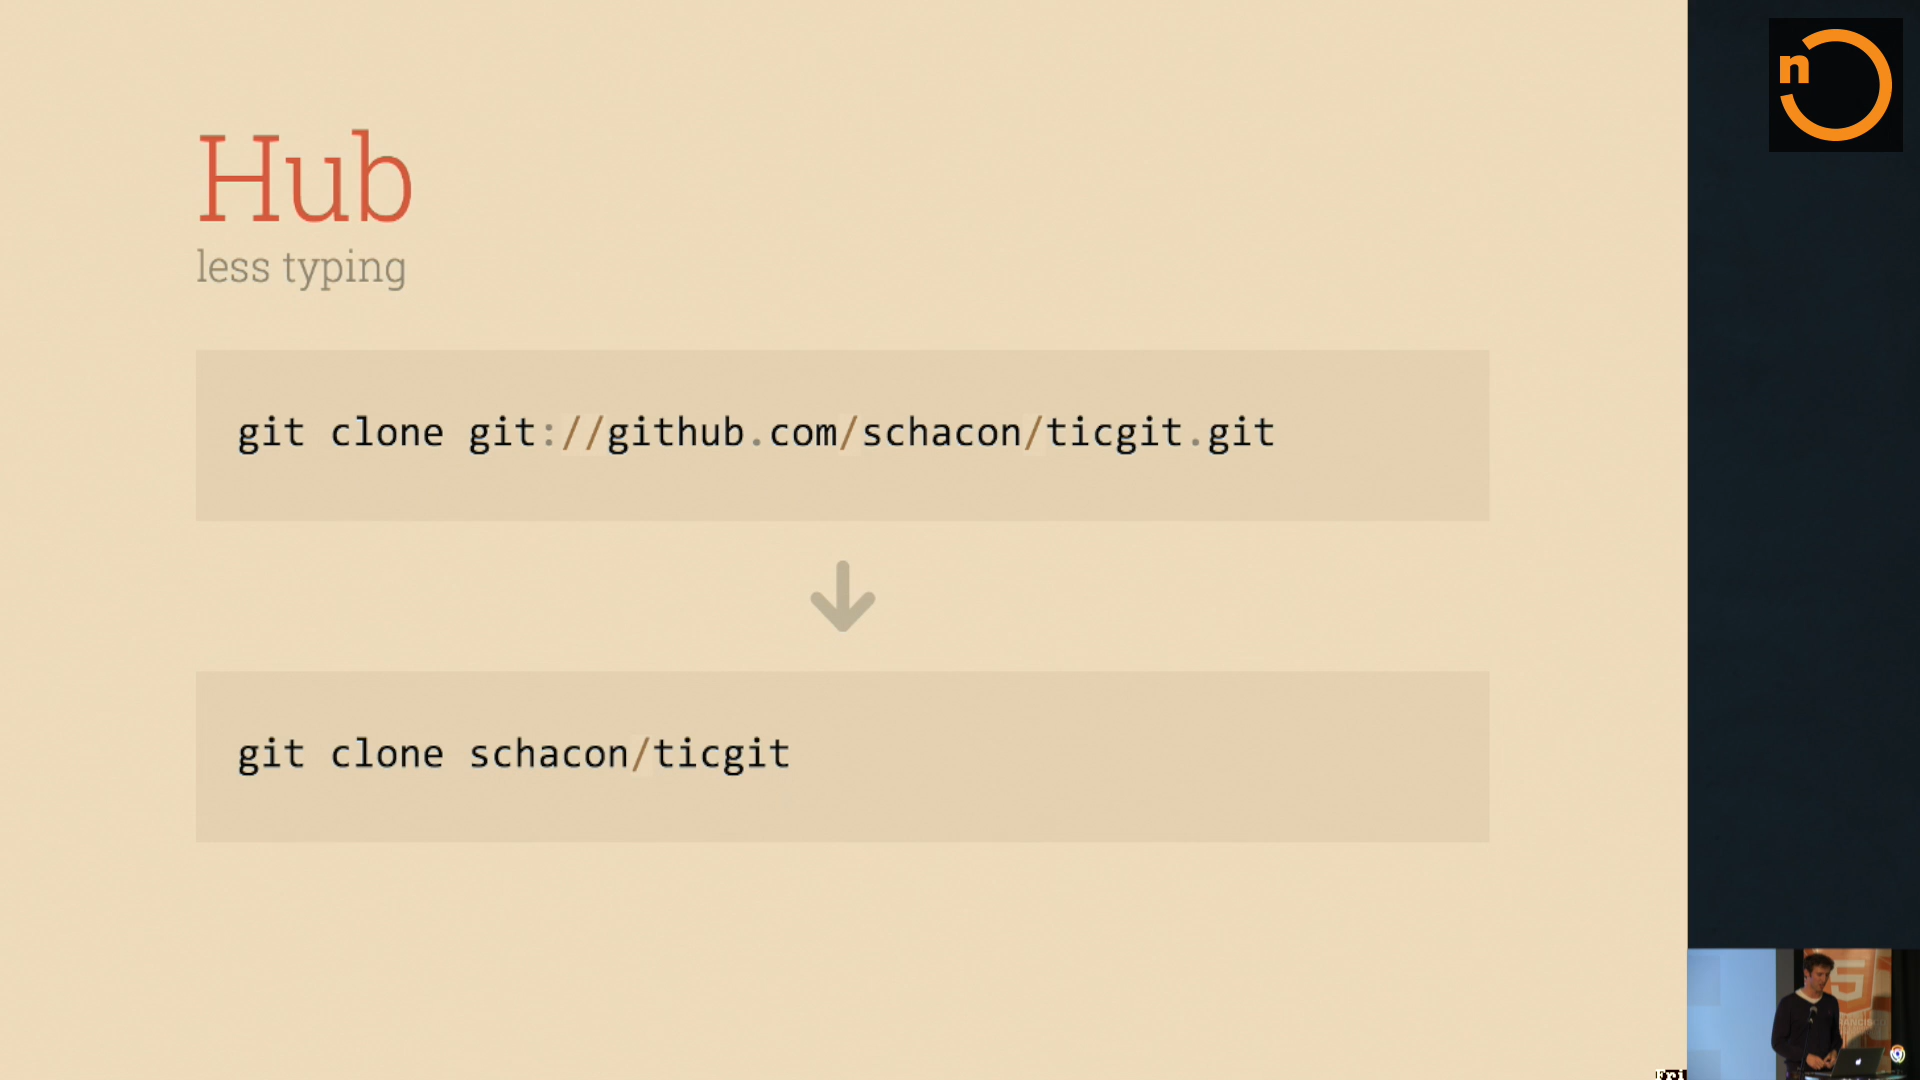 Hub
less typing
git clone git://github.com/schacon/ticgit.git
git clone schacon/ticgit
n